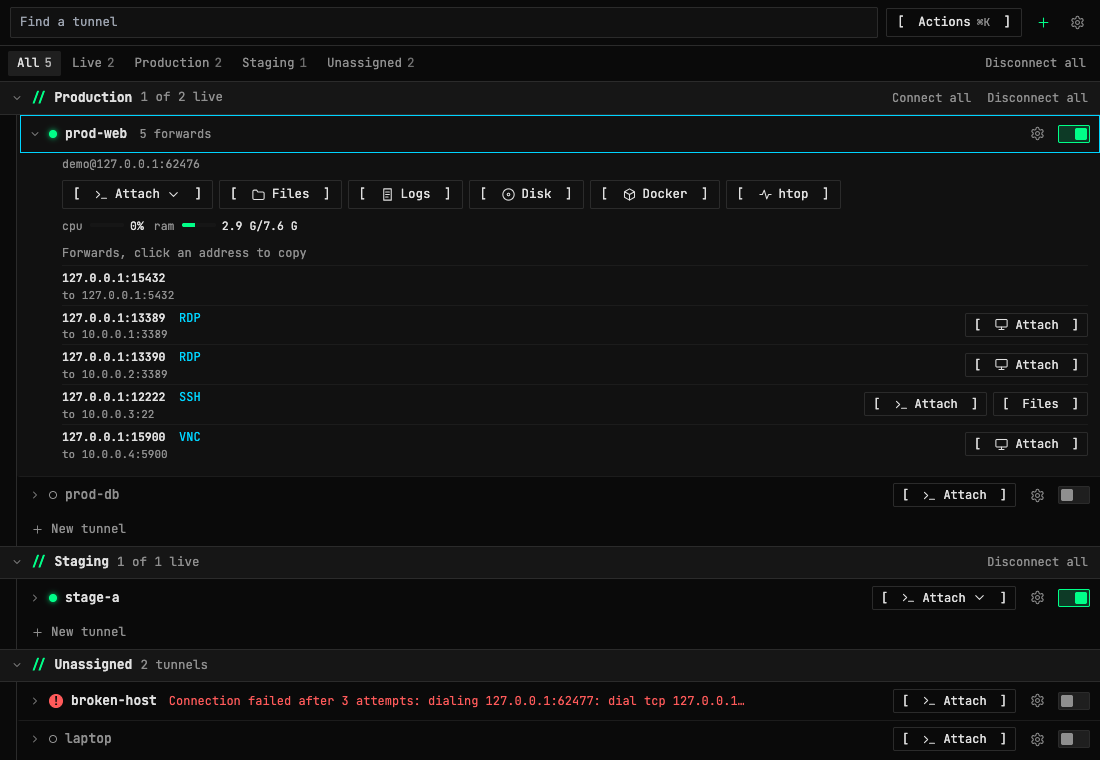 Find a tunnel
[ Actions ⌘K ] +
All 5 Live 2 Production 2 Staging 1 Unassigned 2 Disconnect all
// Production 1 of 2 live Connect all Disconnect all
prod-web 5 forwards
demo@127.0.0.1:62476
[ >_ Attach ] [ Files ] [ Logs ] [ Disk ] [ Docker ] [ htop ]
cpu 0% ram 2.9 G/7.6 G
Forwards, click an address to copy
127.0.0.1:15432
to 127.0.0.1:5432
127.0.0.1:13389 RDP [ Attach ]
to 10.0.0.1:3389
127.0.0.1:13390 RDP [ Attach ]
to 10.0.0.2:3389
127.0.0.1:12222 SSH [ >_ Attach ] [ Files ]
to 10.0.0.3:22
127.0.0.1:15900 VNC [ Attach ]
to 10.0.0.4:5900
prod-db [ >_ Attach ]
+ New tunnel
// Staging 1 of 1 live Disconnect all
stage-a [ >_ Attach ]
+ New tunnel
// Unassigned 2 tunnels
broken-host Connection failed after 3 attempts: dialing 127.0.0.1:62477: dial tcp 127.0.0.1… [ >_ Attach ]
laptop [ >_ Attach ]